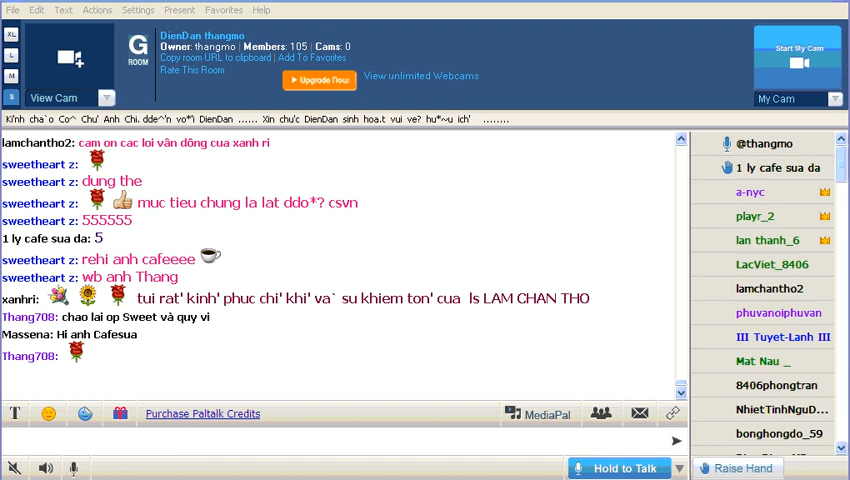 File Edit Text Actions Settings Present Favorites Help
XL
L
M
S
View Cam
G
ROOM
DienDan thangmo
Owner: thangmo | Members: 105 | Cams: 0
Copy room URL to clipboard | Add To Favorites
Rate This Room
Upgrade Now
View unlimited Webcams
Start My Cam
My Cam
Ki'nh cha`o Co^ Chu' Anh Chi. dde^'n vo*'i DienDan ...... Xin chu'c DienDan sinh hoa.t vui ve? hu*~u ich' ........
lamchantho2: cam on các loi vân dông cua xanh ri
sweetheart z:
sweetheart z: dung the
sweetheart z: muc tieu chung la lat ddo*? csvn
sweetheart z: 555555
1 ly cafe sua da: 5
sweetheart z: rehi anh cafeeee
sweetheart z: wb anh Thang
xanhri: tui rat' kinh' phuc chi' khi' va` su khiem ton' cua ls LAM CHAN THO
Thang708: chao lai op Sweet và quy vi
Massena: Hi anh Cafesua
Thang708:
@thangmo
1 ly cafe sua da
a-nyc
playr_2
lan thanh_6
LacViet_8406
lamchantho2
phuvanoiphuvan
III Tuyet-Lanh III
Mat Nau _
8406phongtran
NhietTinhNguD...
bonghongdo_59
T
Purchase Paltalk Credits
MediaPal
Hold to Talk
Raise Hand